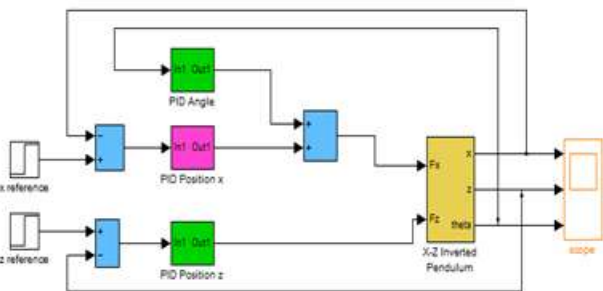 In1 Out1
PID Angle
−
+
In1 Out1
PID Position x
+
+
x reference
+
−
z reference
In1 Out1
PID Position z
Fx
Fz
x
z
theta
X-Z Inverted
Pendulum
scope